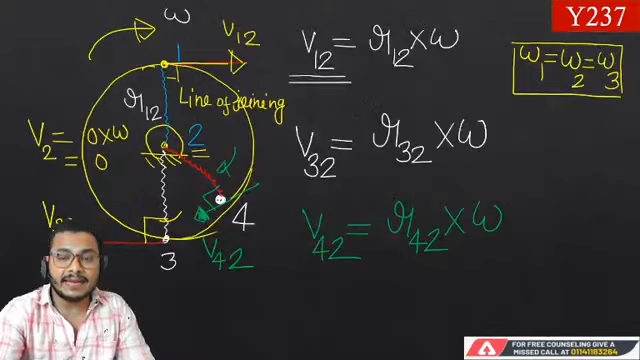 Y237
ω
V12
V12 = r12 × ω
ω1 = ω2 = ω3
r12
Line of joining
V2 = 0×ω
= 0
2
V32 = r32 × ω
4
V42
V42 = r42 × ω
3
FOR FREE COUNSELING GIVE A
MISSED CALL AT 01141183264